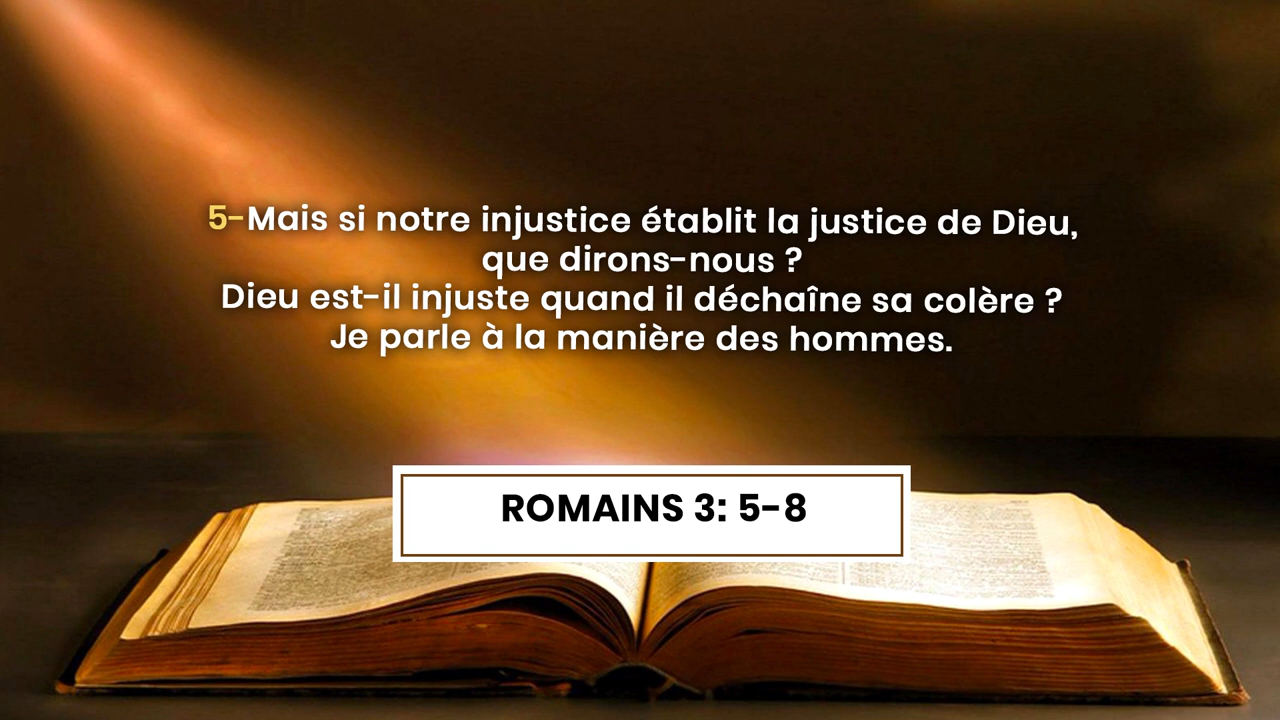 5-Mais si notre injustice établit la justice de Dieu,
que dirons-nous ?
Dieu est-il injuste quand il déchaîne sa colère ?
Je parle à la manière des hommes.
ROMAINS 3: 5-8